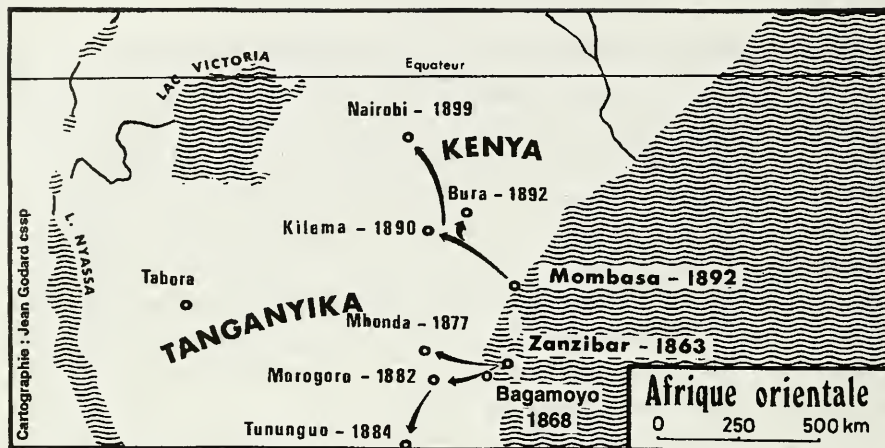 LAC VICTORIA
Equateur
Nairobi - 1899
KENYA
Bura - 1892
Kilema - 1890
L. NYASSA
Tabora
Mombasa - 1892
TANGANYIKA
Mhonda - 1877
Zanzibar - 1863
Morogoro - 1882
Bagamoyo
1868
Tununguo - 1884
Afrique orientale
0 250 500 km
Cartographie : Jean Godard cssp